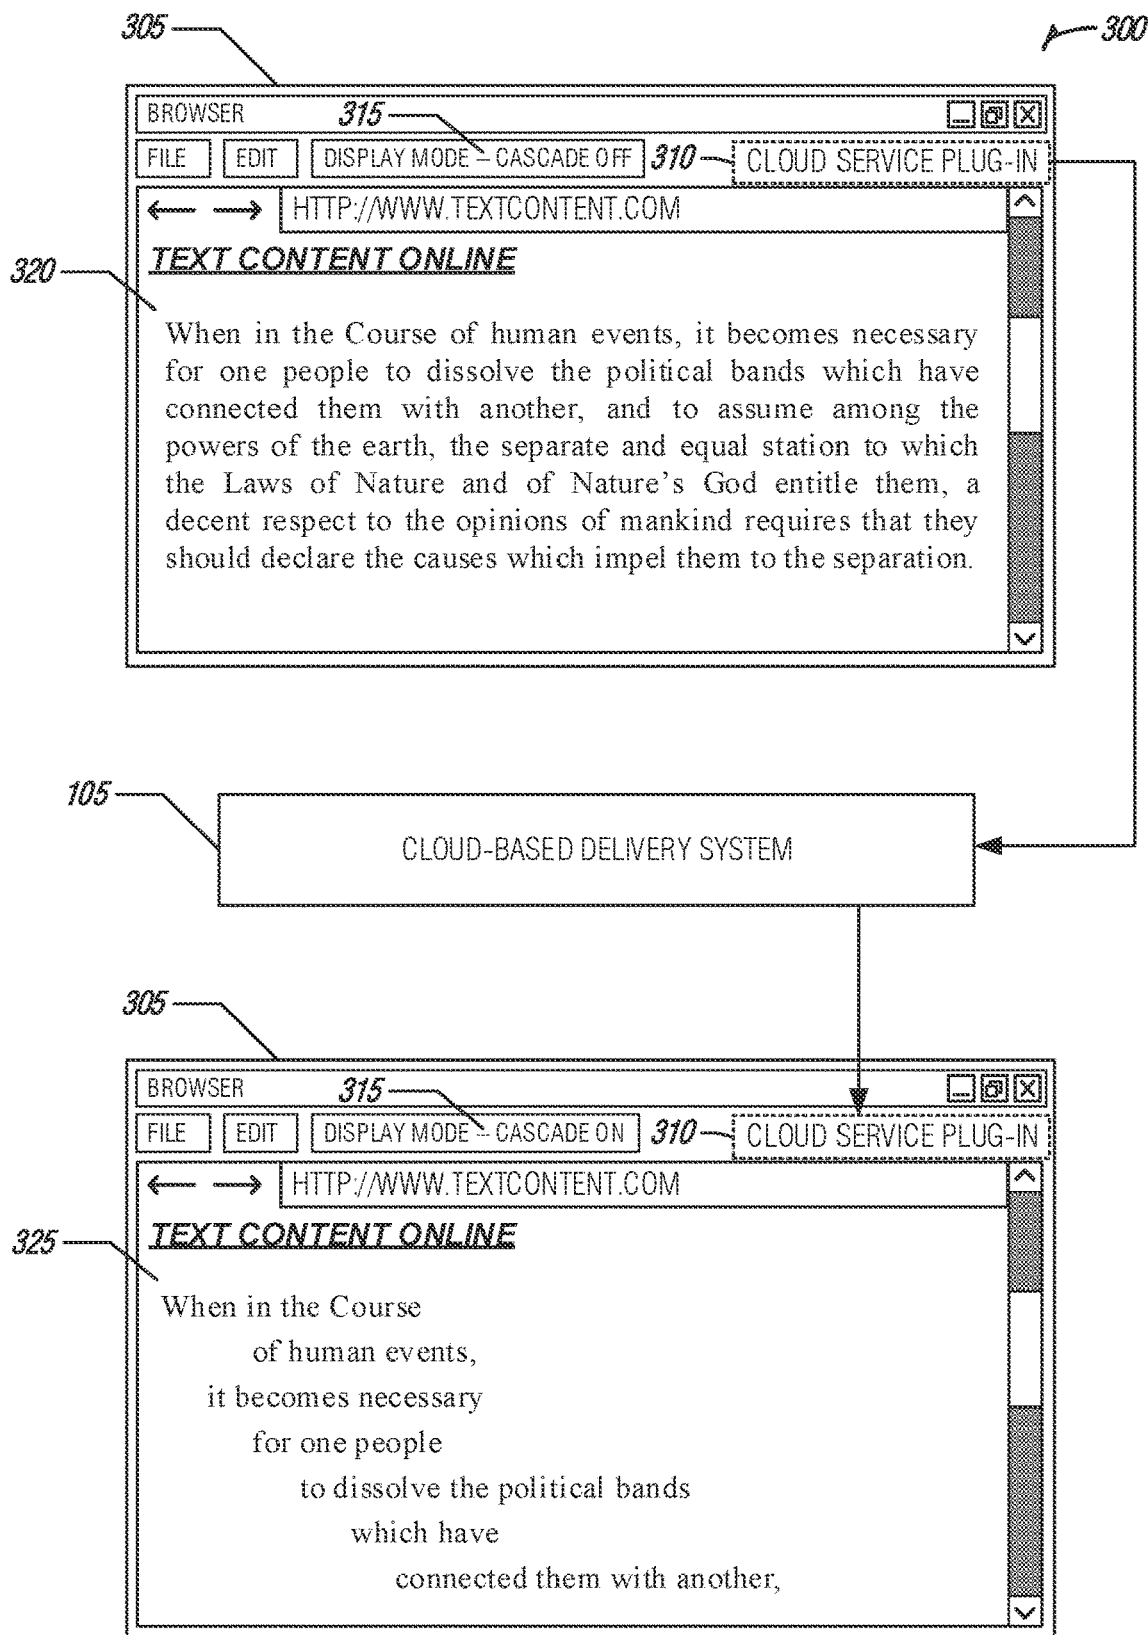 305
300
BROWSER
315
FILE EDIT DISPLAY MODE – CASCADE OFF 310 CLOUD SERVICE PLUG-IN
HTTP://WWW.TEXTCONTENT.COM
TEXT CONTENT ONLINE
320
When in the Course of human events, it becomes necessary
for one people to dissolve the political bands which have
connected them with another, and to assume among the
powers of the earth, the separate and equal station to which
the Laws of Nature and of Nature's God entitle them, a
decent respect to the opinions of mankind requires that they
should declare the causes which impel them to the separation.
105
CLOUD-BASED DELIVERY SYSTEM
305
BROWSER
315
FILE EDIT DISPLAY MODE – CASCADE ON 310 CLOUD SERVICE PLUG-IN
HTTP://WWW.TEXTCONTENT.COM
TEXT CONTENT ONLINE
325
When in the Course
of human events,
it becomes necessary
for one people
to dissolve the political bands
which have
connected them with another,